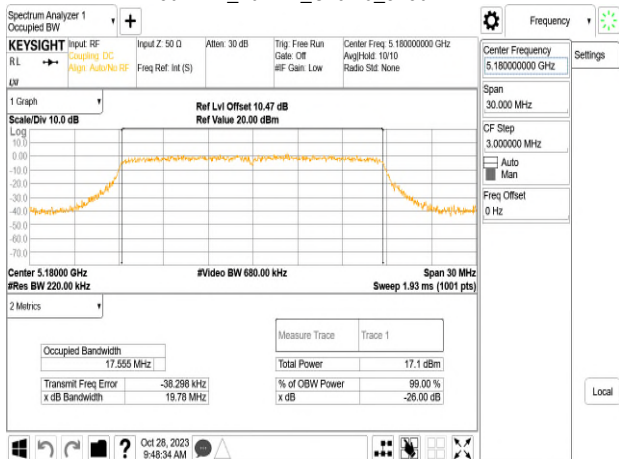 Spectrum Analyzer 1
Occupied BW
Frequency
KEYSIGHT
Input: RF
Input Z: 50 Ω
Atten: 30 dB
Trig: Free Run
Center Freq: 5.180000000 GHz
RL
Coupling: DC
Gate: Off
Avg|Hold: 10/10
Align: Auto/No RF
Freq Ref: Int (S)
#IF Gain: Low
Radio Std: None
Center Frequency
5.180000000 GHz
Settings
Span
30.000 MHz
CF Step
3.000000 MHz
Auto
Man
Freq Offset
0 Hz
Local
1 Graph
Scale/Div 10.0 dB
Ref Lvl Offset 10.47 dB
Ref Value 20.00 dBm
Log
10.0
0.00
-10.0
-20.0
-30.0
-40.0
-50.0
-60.0
-70.0
Center 5.18000 GHz
#Video BW 680.00 kHz
Span 30 MHz
#Res BW 220.00 kHz
Sweep 1.93 ms (1001 pts)
2 Metrics
Measure Trace
Trace 1
Occupied Bandwidth
17.555 MHz
Total Power
17.1 dBm
Transmit Freq Error
-38.298 kHz
% of OBW Power
99.00 %
x dB Bandwidth
19.78 MHz
x dB
-26.00 dB
Oct 28, 2023
9:48:34 AM